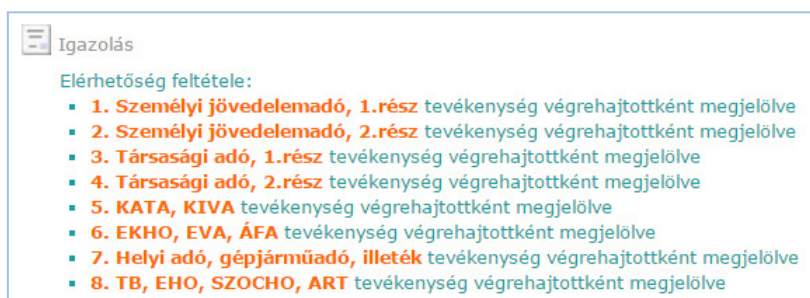 Igazolás
Elérhetőség feltétele:
1. Személyi jövedelemadó, 1.rész tevékenység végrehajtottként megjelölve
2. Személyi jövedelemadó, 2.rész tevékenység végrehajtottként megjelölve
3. Társasági adó, 1.rész tevékenység végrehajtottként megjelölve
4. Társasági adó, 2.rész tevékenység végrehajtottként megjelölve
5. KATA, KIVA tevékenység végrehajtottként megjelölve
6. EKHO, EVA, ÁFA tevékenység végrehajtottként megjelölve
7. Helyi adó, gépjárműadó, illeték tevékenység végrehajtottként megjelölve
8. TB, EHO, SZOCHO, ART tevékenység végrehajtottként megjelölve